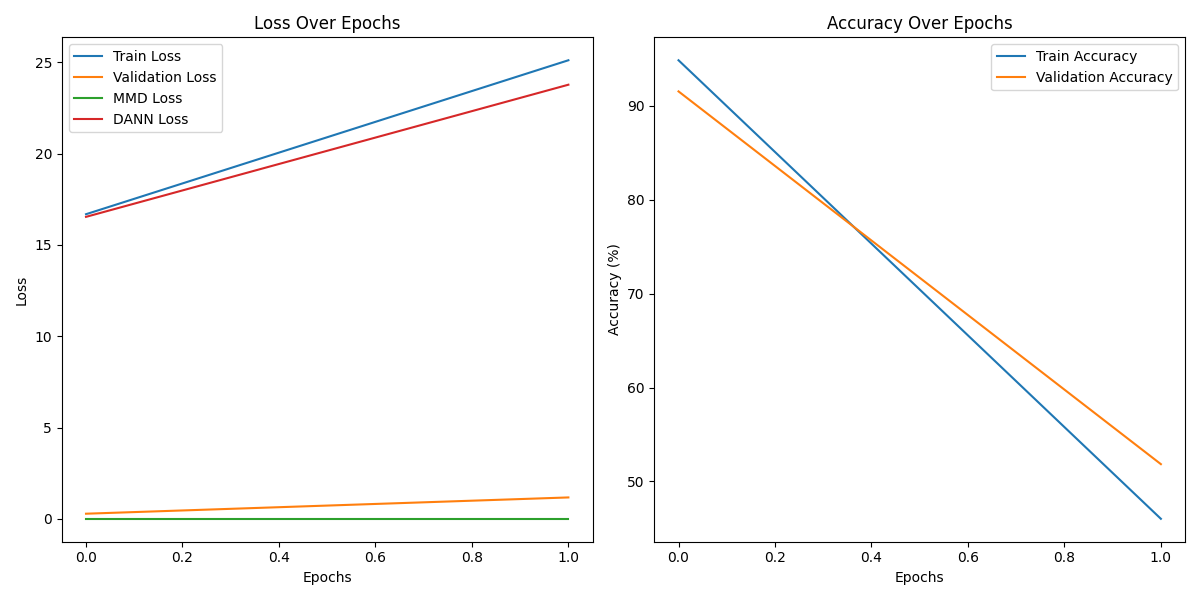 Loss Over Epochs
Train Loss
Validation Loss
MMD Loss
DANN Loss
25
20
15
10
5
0
Loss
0.0 0.2 0.4 0.6 0.8 1.0
Epochs
Accuracy Over Epochs
Train Accuracy
Validation Accuracy
90
80
70
60
50
Accuracy (%)
0.0 0.2 0.4 0.6 0.8 1.0
Epochs